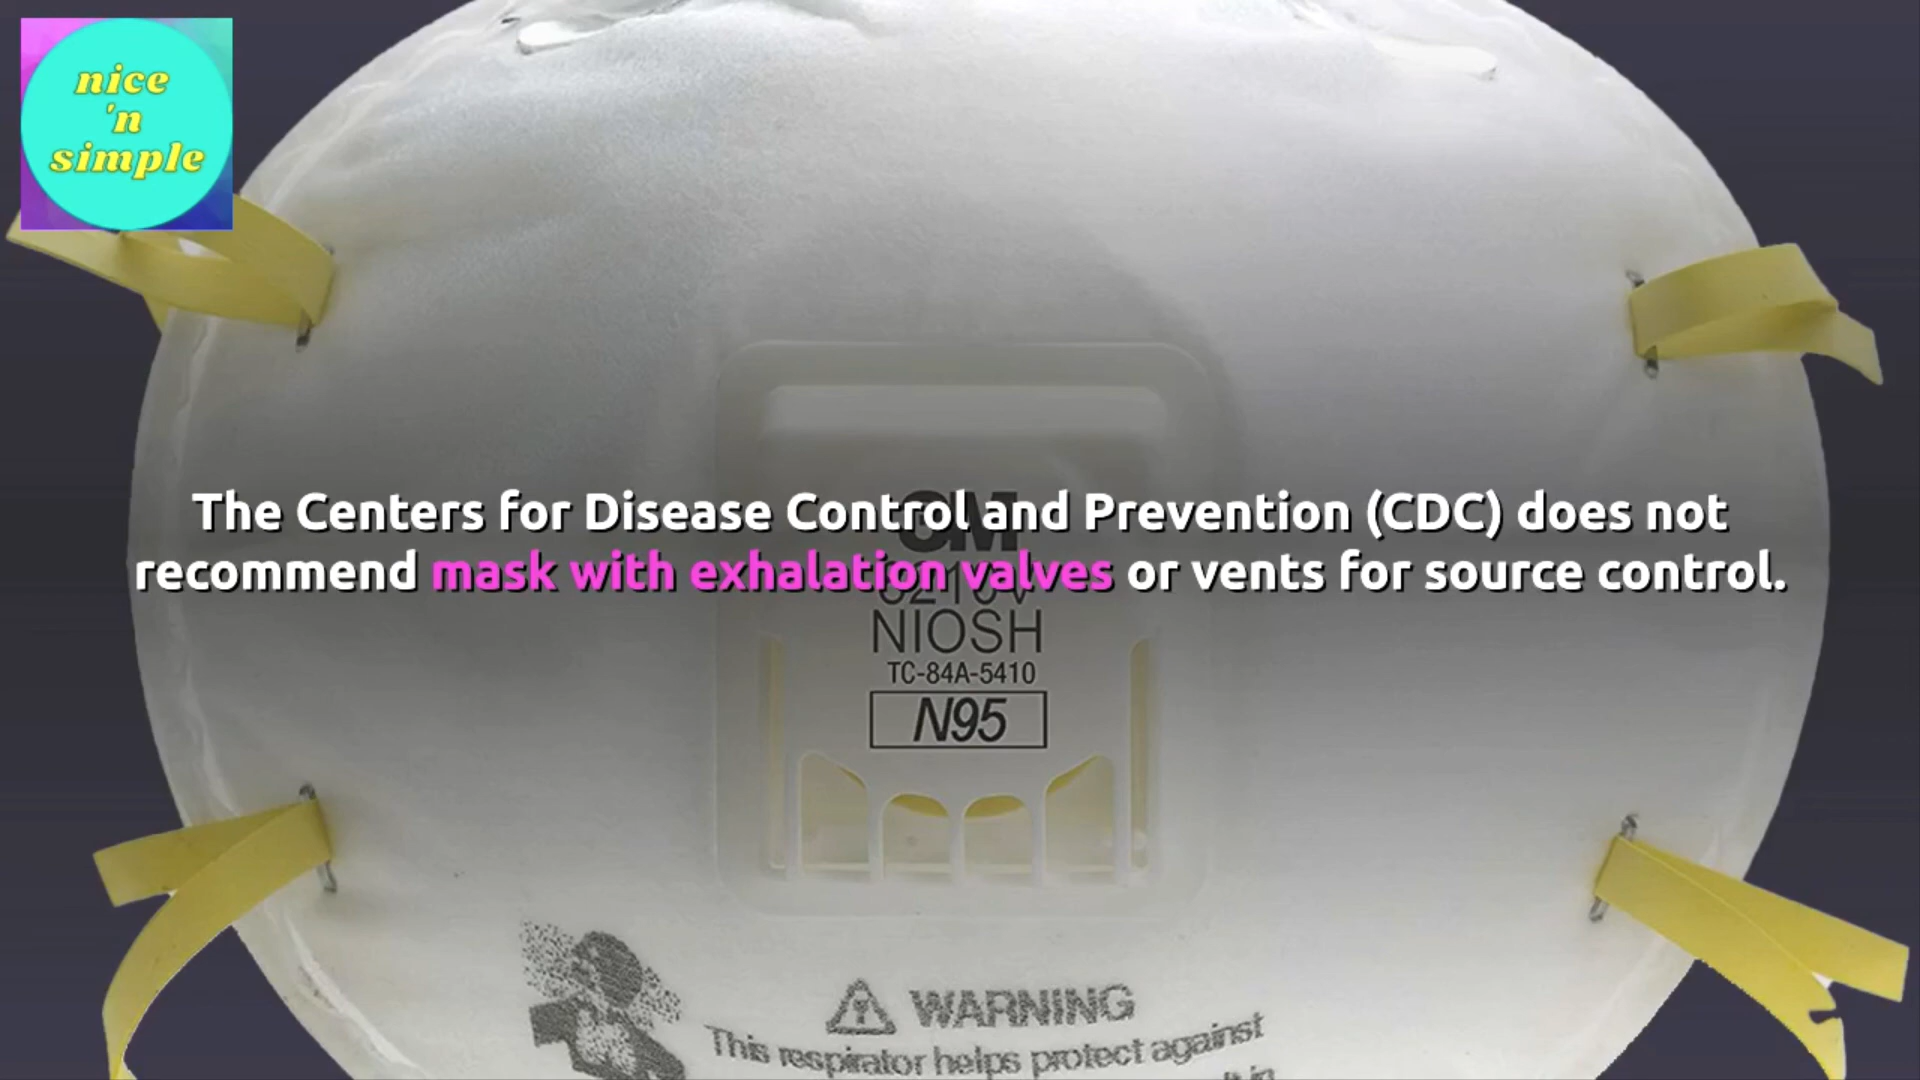 nice
'n
simple
The Centers for Disease Control and Prevention (CDC) does not
recommend mask with exhalation valves or vents for source control.
NIOSH
TC-84A-5410
N95
WARNING
This respirator helps protect against